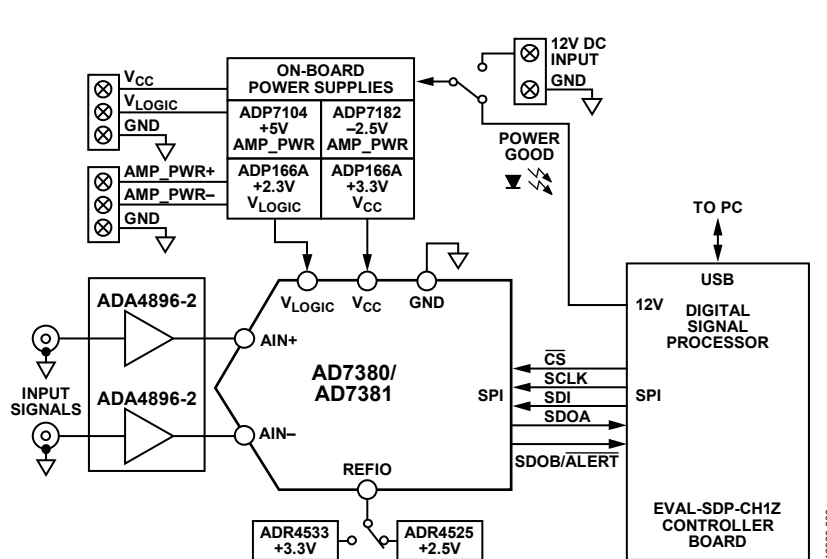 12V DC
INPUT
GND
ON-BOARD
POWER SUPPLIES
VCC
VLOGIC
GND
ADP7104
+5V
AMP_PWR
ADP7182
–2.5V
AMP_PWR
POWER
GOOD
AMP_PWR+
AMP_PWR–
GND
ADP166A
+2.3V
VLOGIC
ADP166A
+3.3V
VCC
TO PC
USB
12V
DIGITAL
SIGNAL
PROCESSOR
ADA4896-2
VLOGIC
VCC
GND
AIN+
AD7380/
AD7381
SPI
CS
SCLK
SDI
SDOA
SDOB/ALERT
SPI
INPUT
SIGNALS
ADA4896-2
AIN–
REFIO
ADR4533
+3.3V
ADR4525
+2.5V
EVAL-SDP-CH1Z
CONTROLLER
BOARD